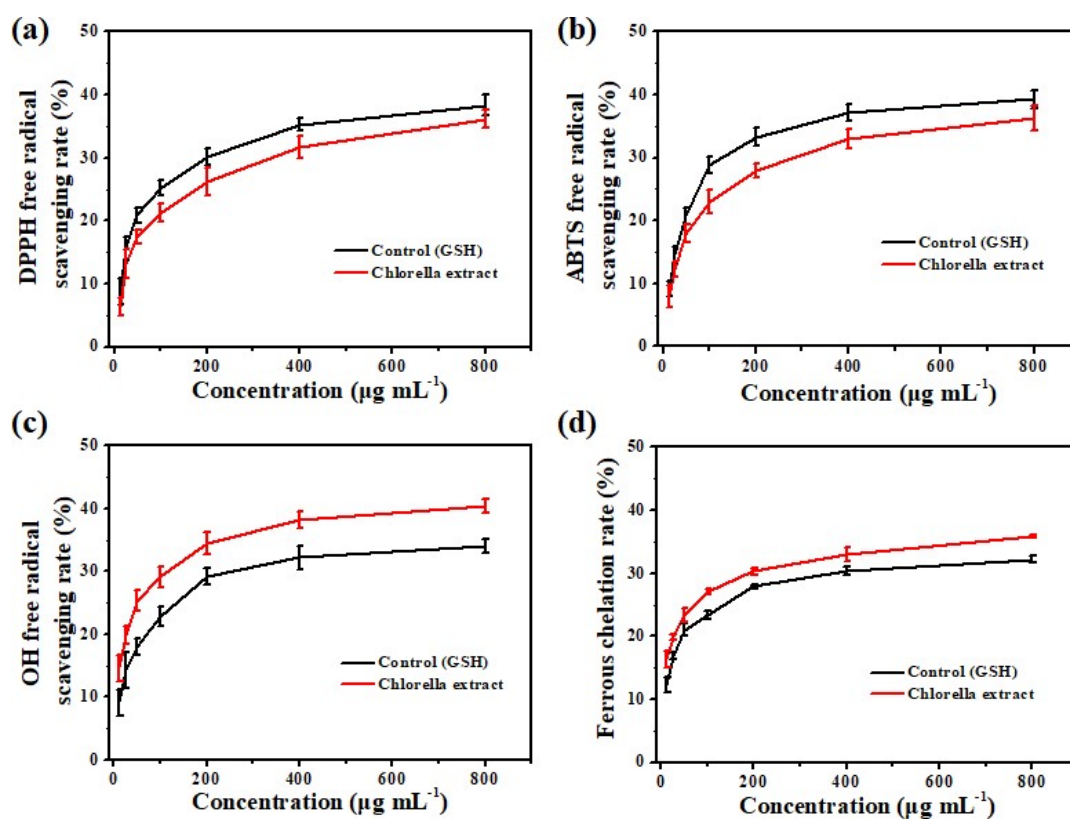 (a)
DPPH free radical
scavenging rate (%)
50
40
30
20
10
0
Control (GSH)
Chlorella extract
0 200 400 600 800
Concentration (μg mL⁻¹)
(b)
ABTS free radical
scavenging rate (%)
50
40
30
20
10
0
Control (GSH)
Chlorella extract
0 200 400 600 800
Concentration (μg mL⁻¹)
(c)
OH free radical
scavenging rate (%)
50
40
30
20
10
0
Control (GSH)
Chlorella extract
0 200 400 600 800
Concentration (μg mL⁻¹)
(d)
Ferrous chelation rate (%)
50
40
30
20
10
0
Control (GSH)
Chlorella extract
0 200 400 600 800
Concentration (μg mL⁻¹)